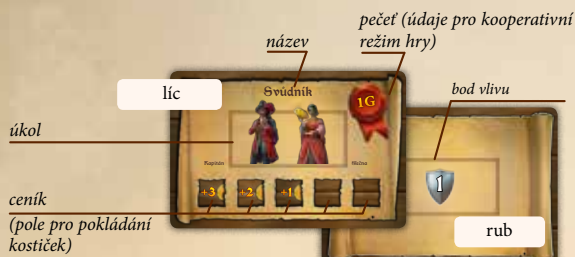 pečeť (údaje pro kooperativní
režim hry)
název
líc
Svůdník
1G
bod vlivu
úkol
Kapitán
Slečna
1
ceník
(pole pro pokládání
kostiček)
+3
+2
+1
rub